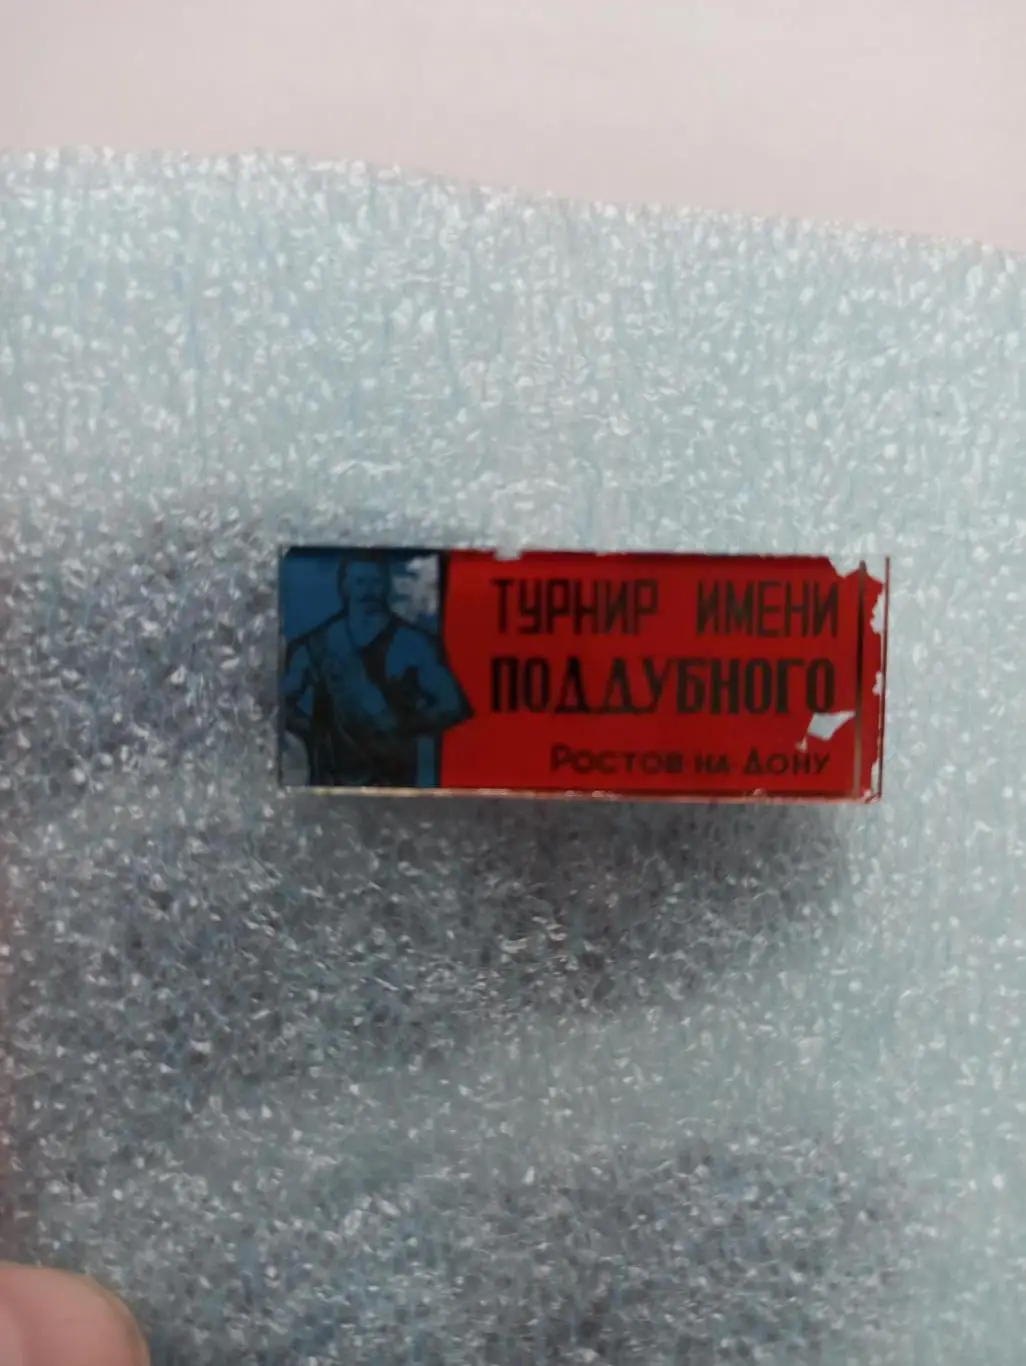 ТУРНИР ИМЕНИ
ПОДДУБНОГО
Ростов на Дону